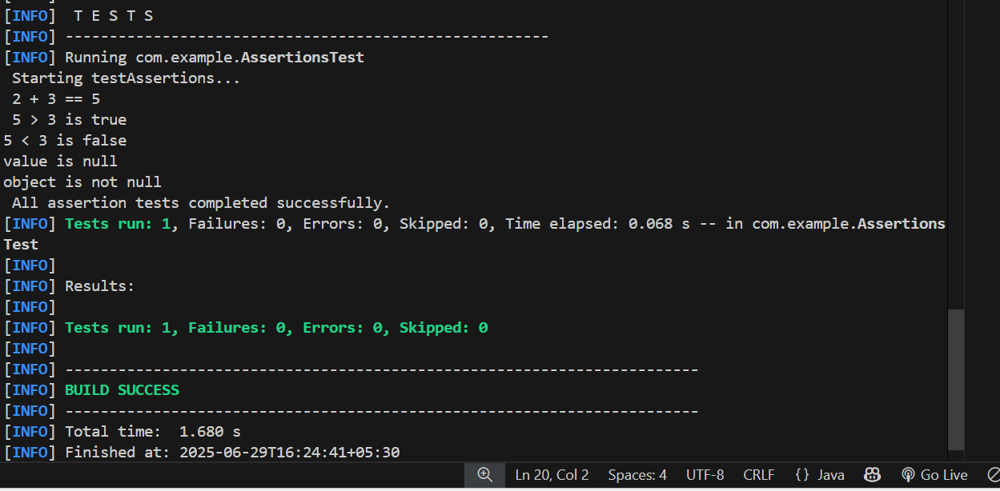 [INFO]  T E S T S
[INFO] -------------------------------------------------------
[INFO] Running com.example.AssertionsTest
 Starting testAssertions...
 2 + 3 == 5
 5 > 3 is true
5 < 3 is false
value is null
object is not null
 All assertion tests completed successfully.
[INFO] Tests run: 1, Failures: 0, Errors: 0, Skipped: 0, Time elapsed: 0.068 s -- in com.example.Assertions
Test
[INFO]
[INFO] Results:
[INFO]
[INFO] Tests run: 1, Failures: 0, Errors: 0, Skipped: 0
[INFO]
[INFO] ------------------------------------------------------------------------
[INFO] BUILD SUCCESS
[INFO] ------------------------------------------------------------------------
[INFO] Total time:  1.680 s
[INFO] Finished at: 2025-06-29T16:24:41+05:30
Ln 20, Col 2 Spaces: 4 UTF-8 CRLF {} Java Go Live